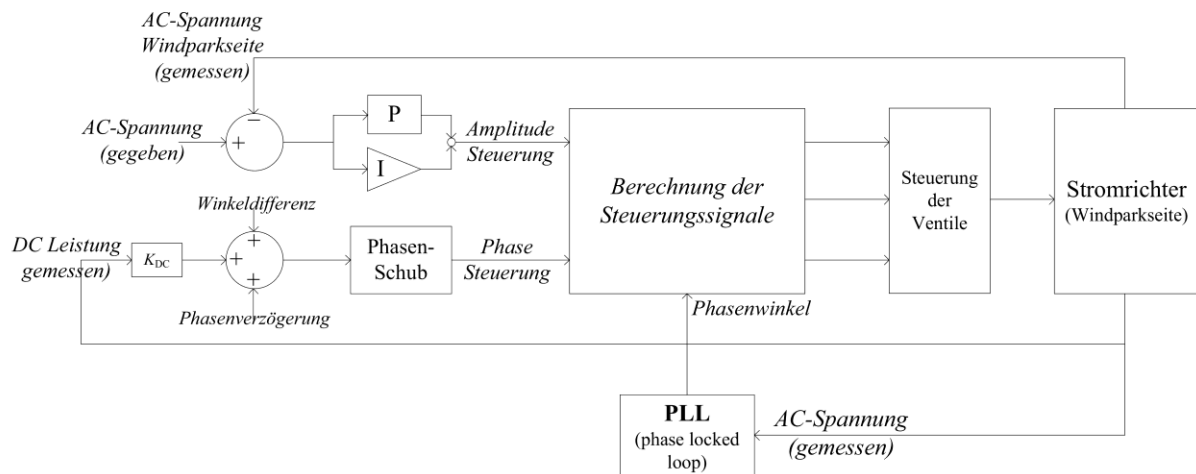 AC-Spannung
Windparkseite
(gemessen)
−
AC-Spannung
(gegeben)
+
P
I
Amplitude
Steuerung
Berechnung der
Steuerungssignale
Steuerung
der
Ventile
Stromrichter
(Windparkseite)
Winkeldifferenz
DC Leistung
gemessen)
K_DC
+
+
+
Phasenverzögerung
Phasen-
Schub
Phase
Steuerung
Phasenwinkel
PLL
(phase locked
loop)
AC-Spannung
(gemessen)